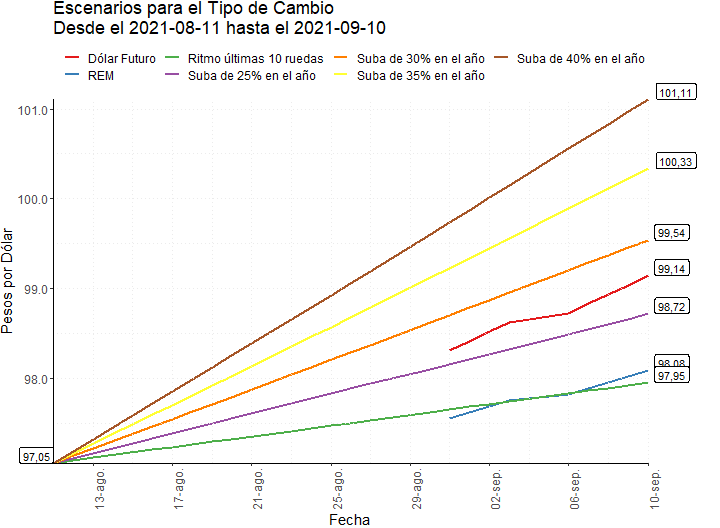 Escenarios para el Tipo de Cambio
Desde el 2021-08-11 hasta el 2021-09-10
Dólar Futuro
Ritmo últimas 10 ruedas
Suba de 30% en el año
Suba de 40% en el año
REM
Suba de 25% en el año
Suba de 35% en el año
101,11
101.0
100,33
100.0
99,54
99,14
99.0
98,72
98,08
97,95
98.0
97,05
Pesos por Dólar
13-ago.
17-ago.
21-ago.
25-ago.
29-ago.
02-sep.
06-sep.
10-sep.
Fecha